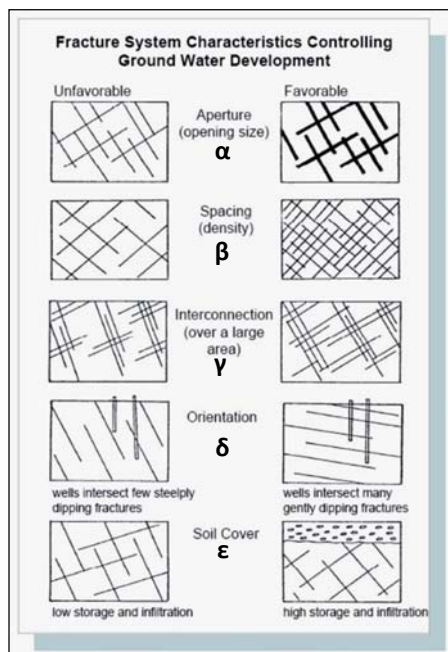 Fracture System Characteristics Controlling
Ground Water Development
Unfavorable
Favorable
Aperture
(opening size)
α
Spacing
(density)
β
Interconnection
(over a large
area)
γ
Orientation
δ
wells intersect few steelply
dipping fractures
wells intersect many
gently dipping fractures
Soil Cover
ε
low storage and infiltration
high storage and infiltration